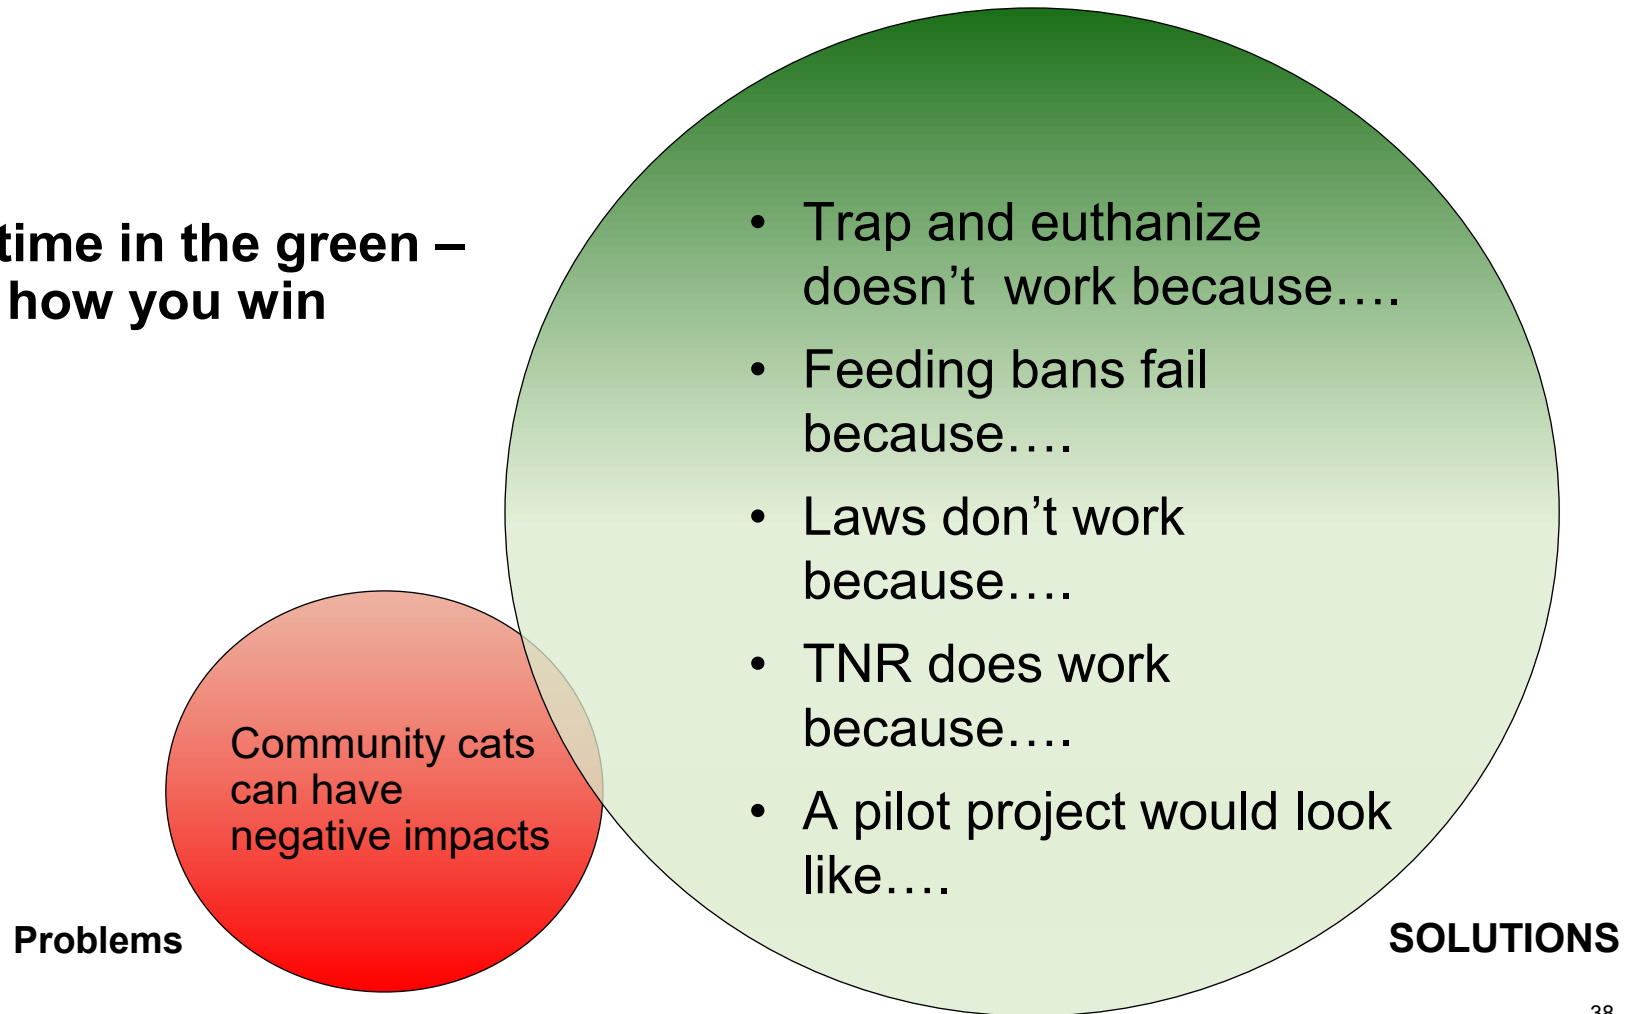 time in the green –
how you win
• Trap and euthanize
doesn’t  work because….
• Feeding bans fail
because….
• Laws don’t work
because….
• TNR does work
because….
• A pilot project would look
like….
Community cats
can have
negative impacts
Problems
SOLUTIONS
38